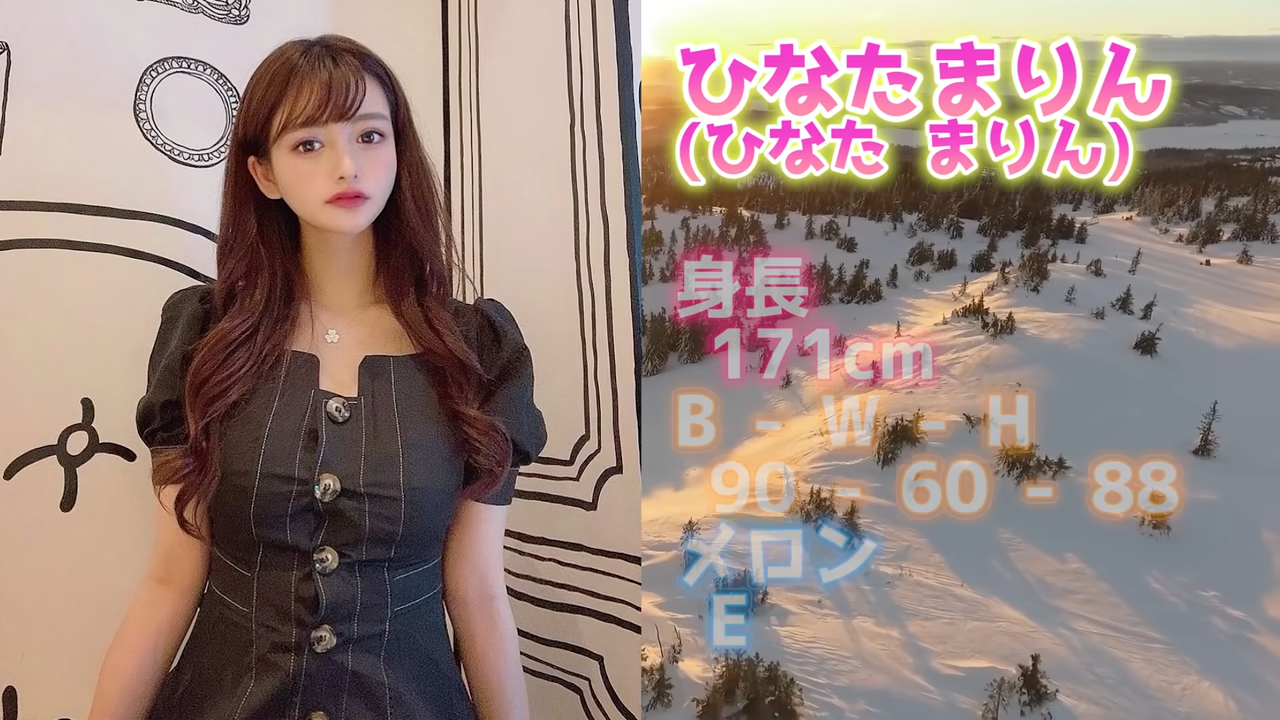 ひなたまりん
(ひなた まりん)
身長
171cm
B - W - H
90 - 60 - 88
メロン
E